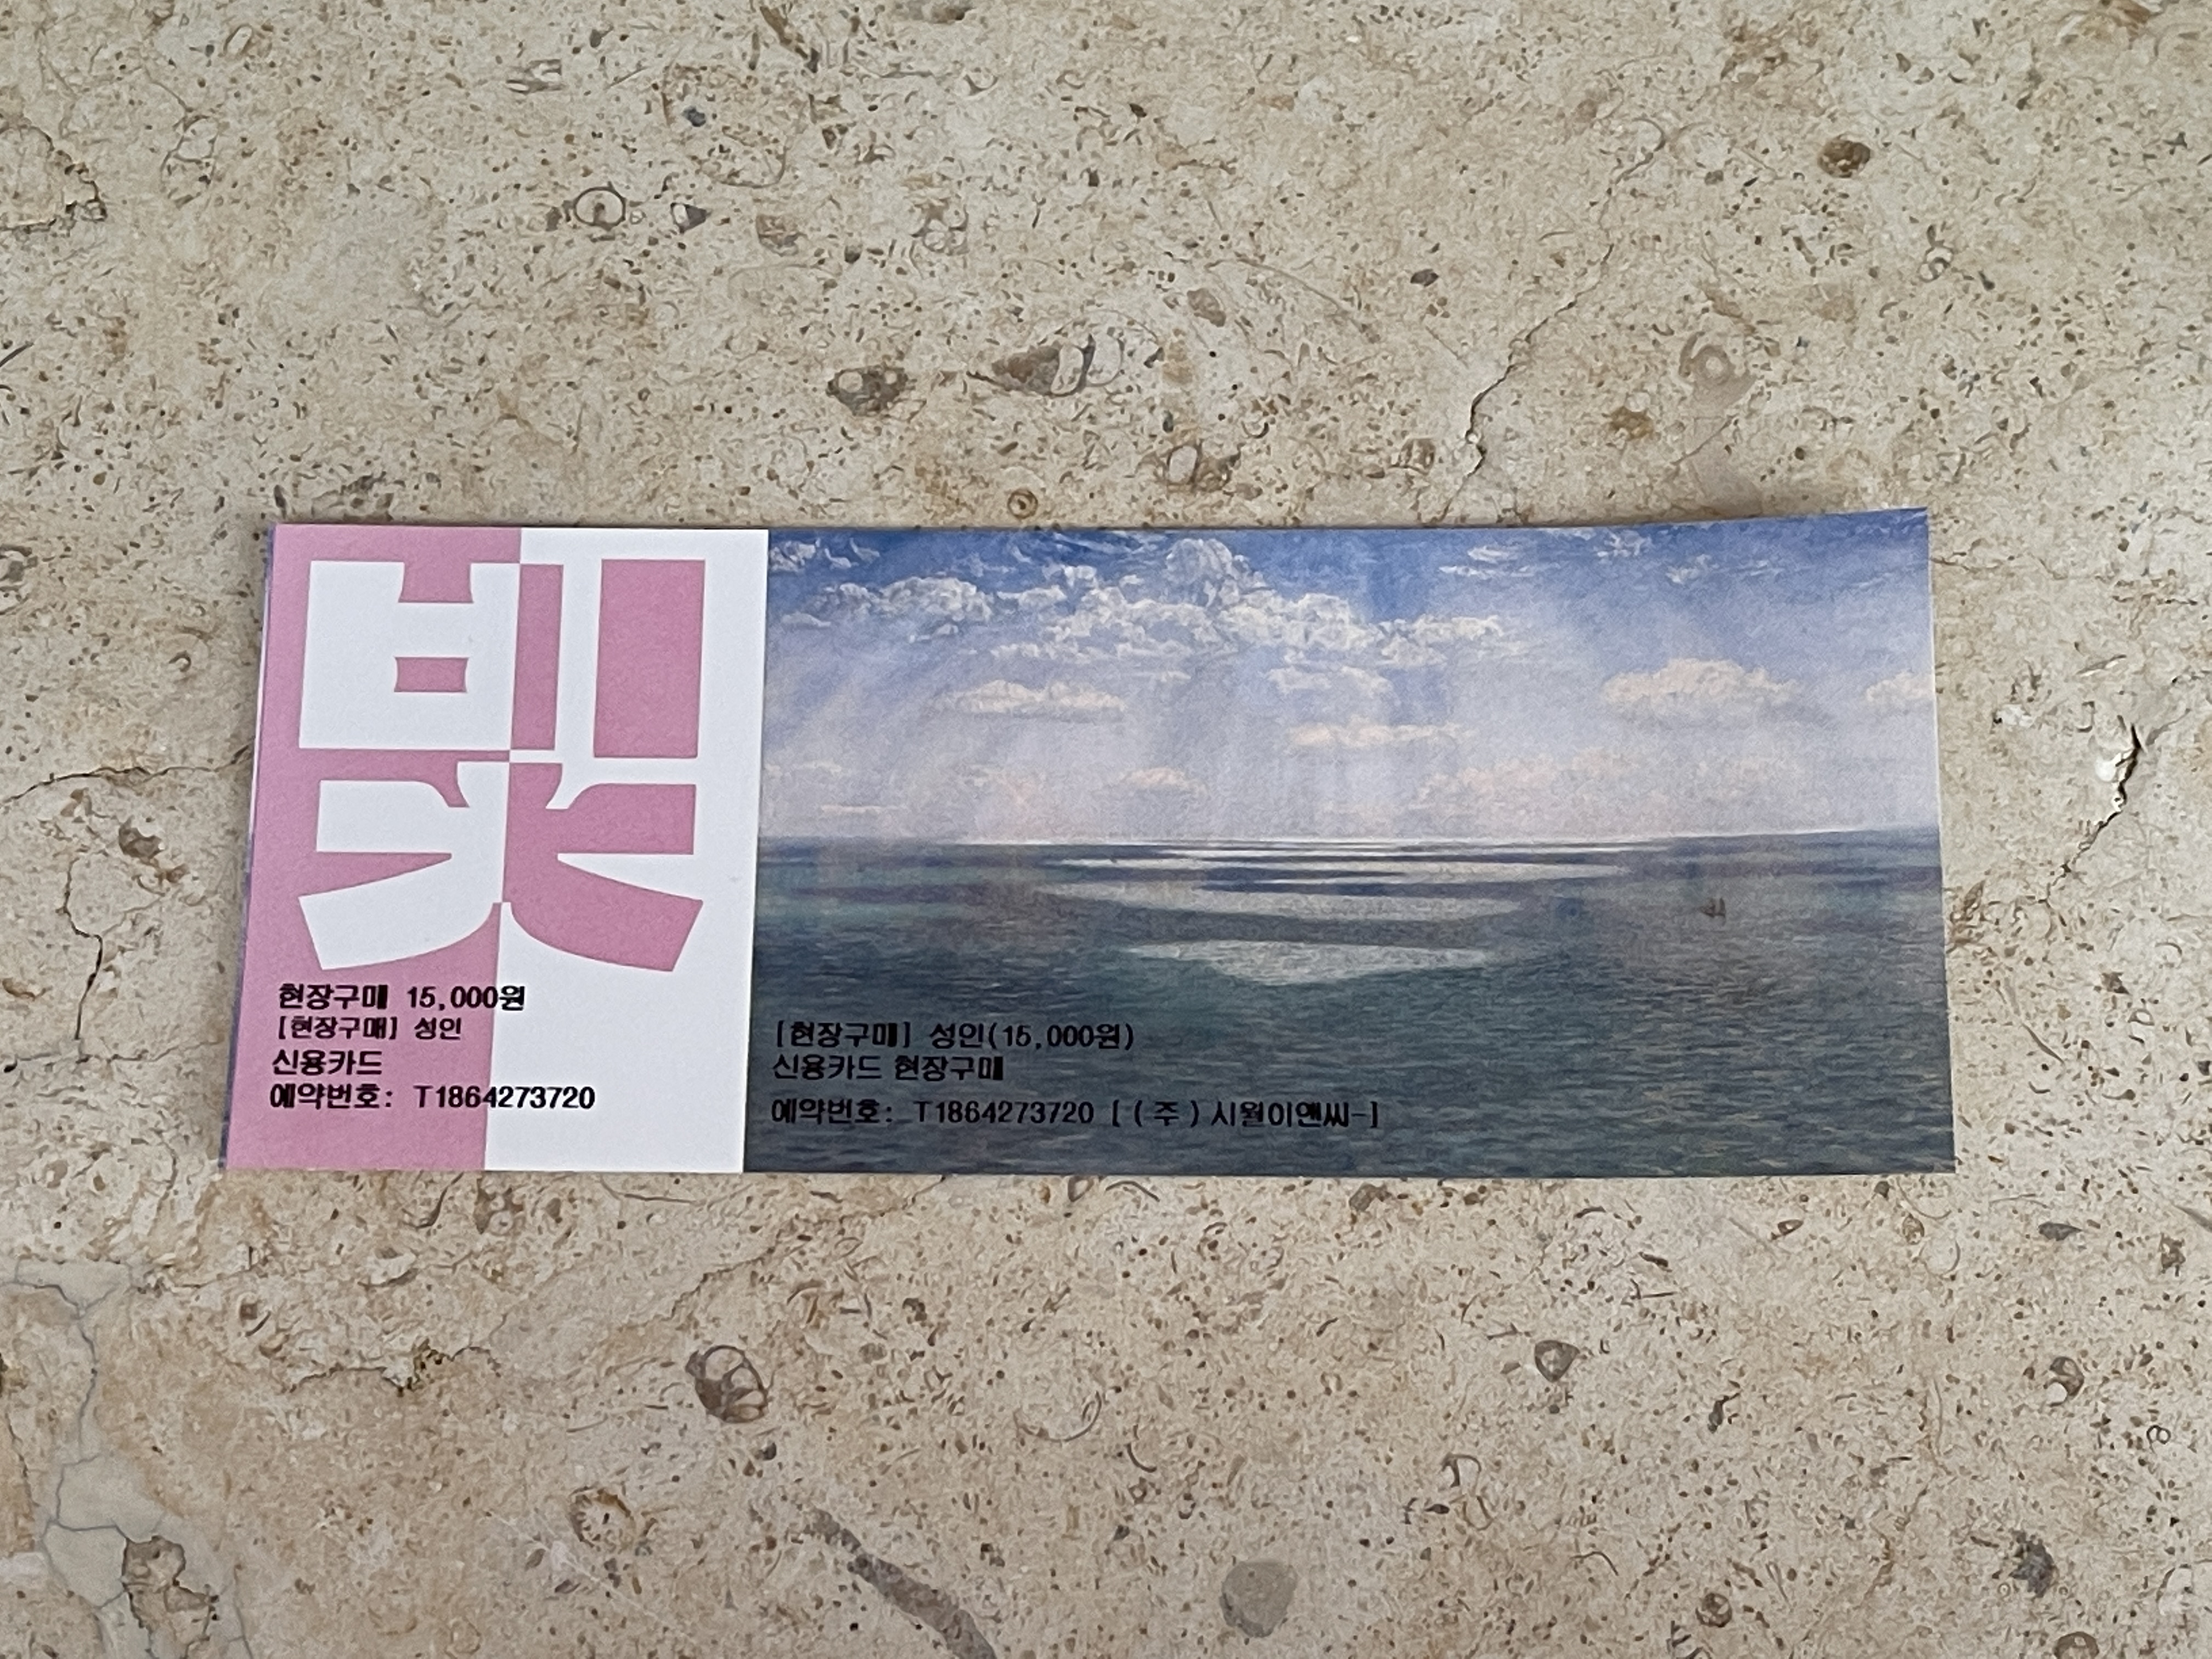 빛
현장구매 15,000원
[현장구매] 성인
신용카드
예약번호: T1864273720
[현장구매] 성인(15,000원)
신용카드 현장구매
예약번호: T1864273720 [(주)시월이앤씨-]